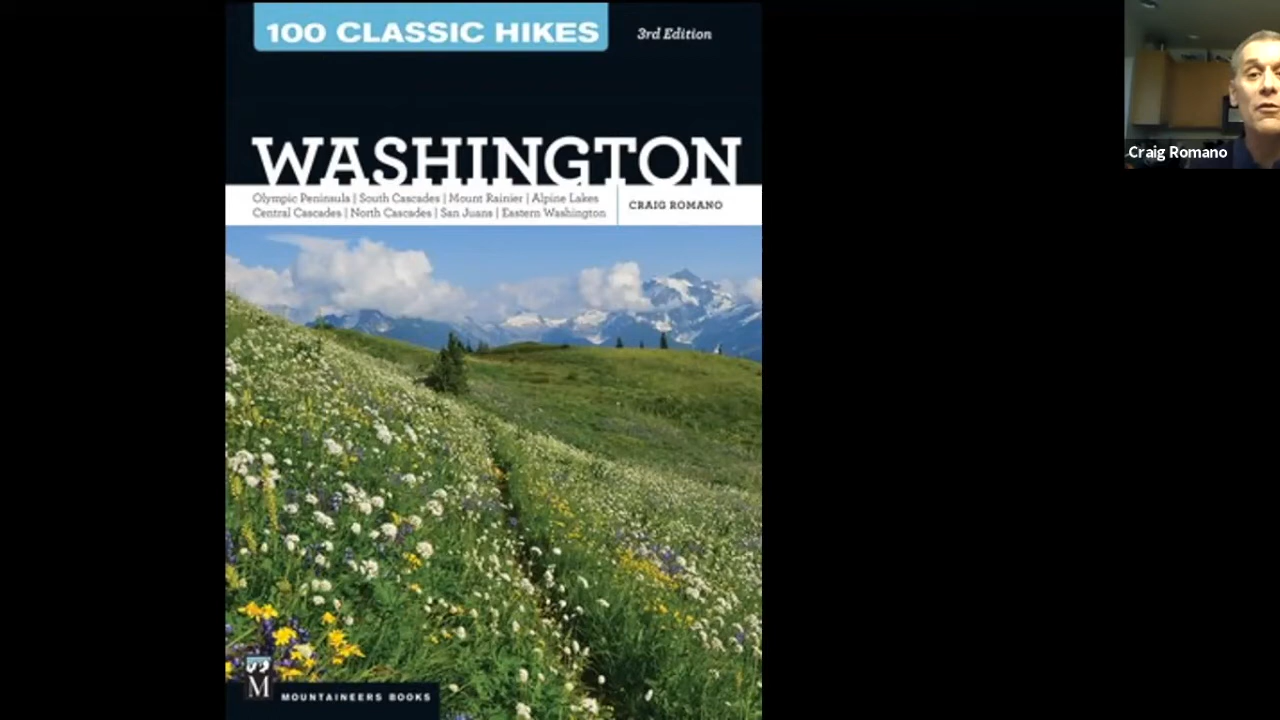 100 CLASSIC HIKES
3rd Edition
WASHINGTON
Olympic Peninsula | South Cascades | Mount Rainier | Alpine Lakes
Central Cascades | North Cascades | San Juans | Eastern Washington
CRAIG ROMANO
M
MOUNTAINEERS BOOKS
Craig Romano